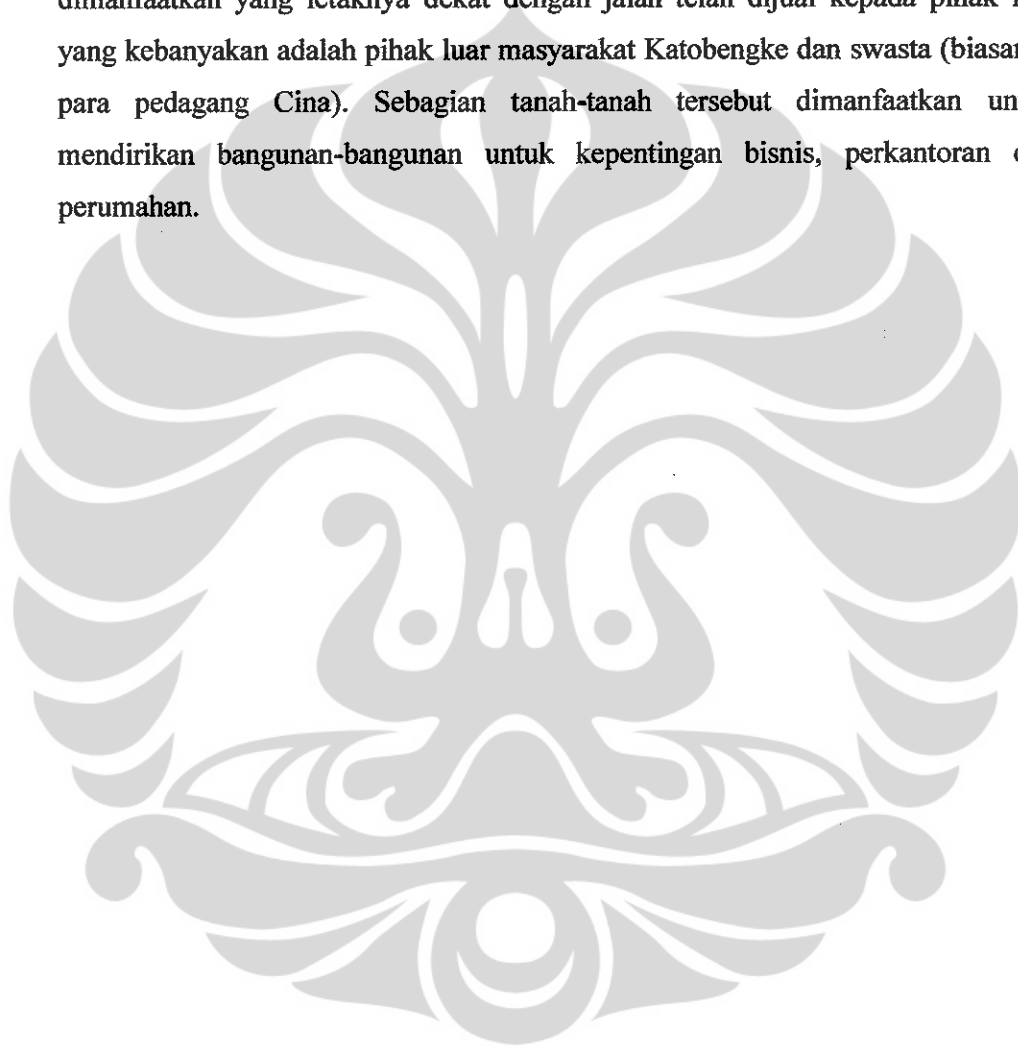 dimanfaatkan yang letaknya dekat dengan jalan telah dijual kepada pihak
yang kebanyakan adalah pihak luar masyarakat Katobengke dan swasta
para pedagang Cina). Sebagian tanah-tanah tersebut dimanfaatkan
mendirikan bangunan-bangunan untuk kepentingan bisnis, perkantoran
perumahan.